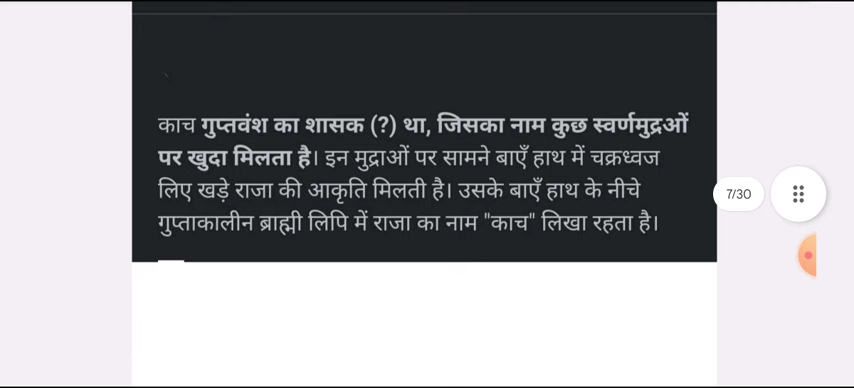 काच गुप्तवंश का शासक (?) था, जिसका नाम कुछ स्वर्णमुद्रओं
पर खुदा मिलता है। इन मुद्राओं पर सामने बाएँ हाथ में चक्रध्वज
लिए खड़े राजा की आकृति मिलती है। उसके बाएँ हाथ के नीचे
गुप्ताकालीन ब्राह्मी लिपि में राजा का नाम "काच" लिखा रहता है।
7/30